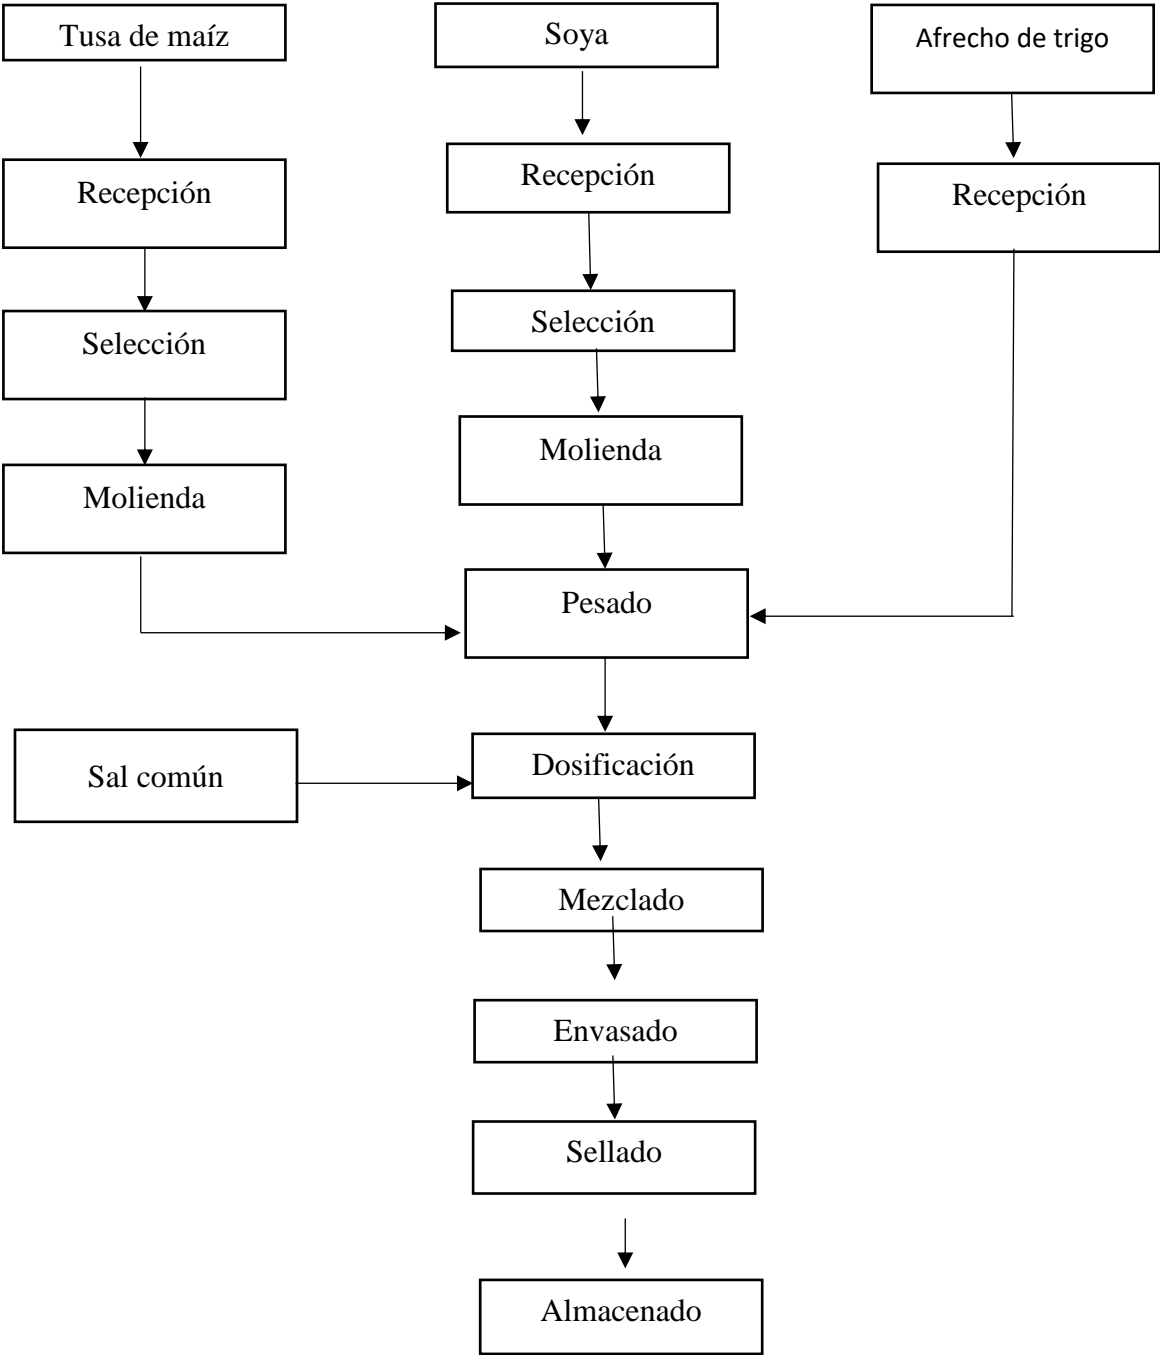 Tusa de maíz
Soya
Afrecho de trigo
Recepción
Recepción
Recepción
Selección
Selección
Molienda
Molienda
Pesado
Sal común
Dosificación
Mezclado
Envasado
Sellado
Almacenado